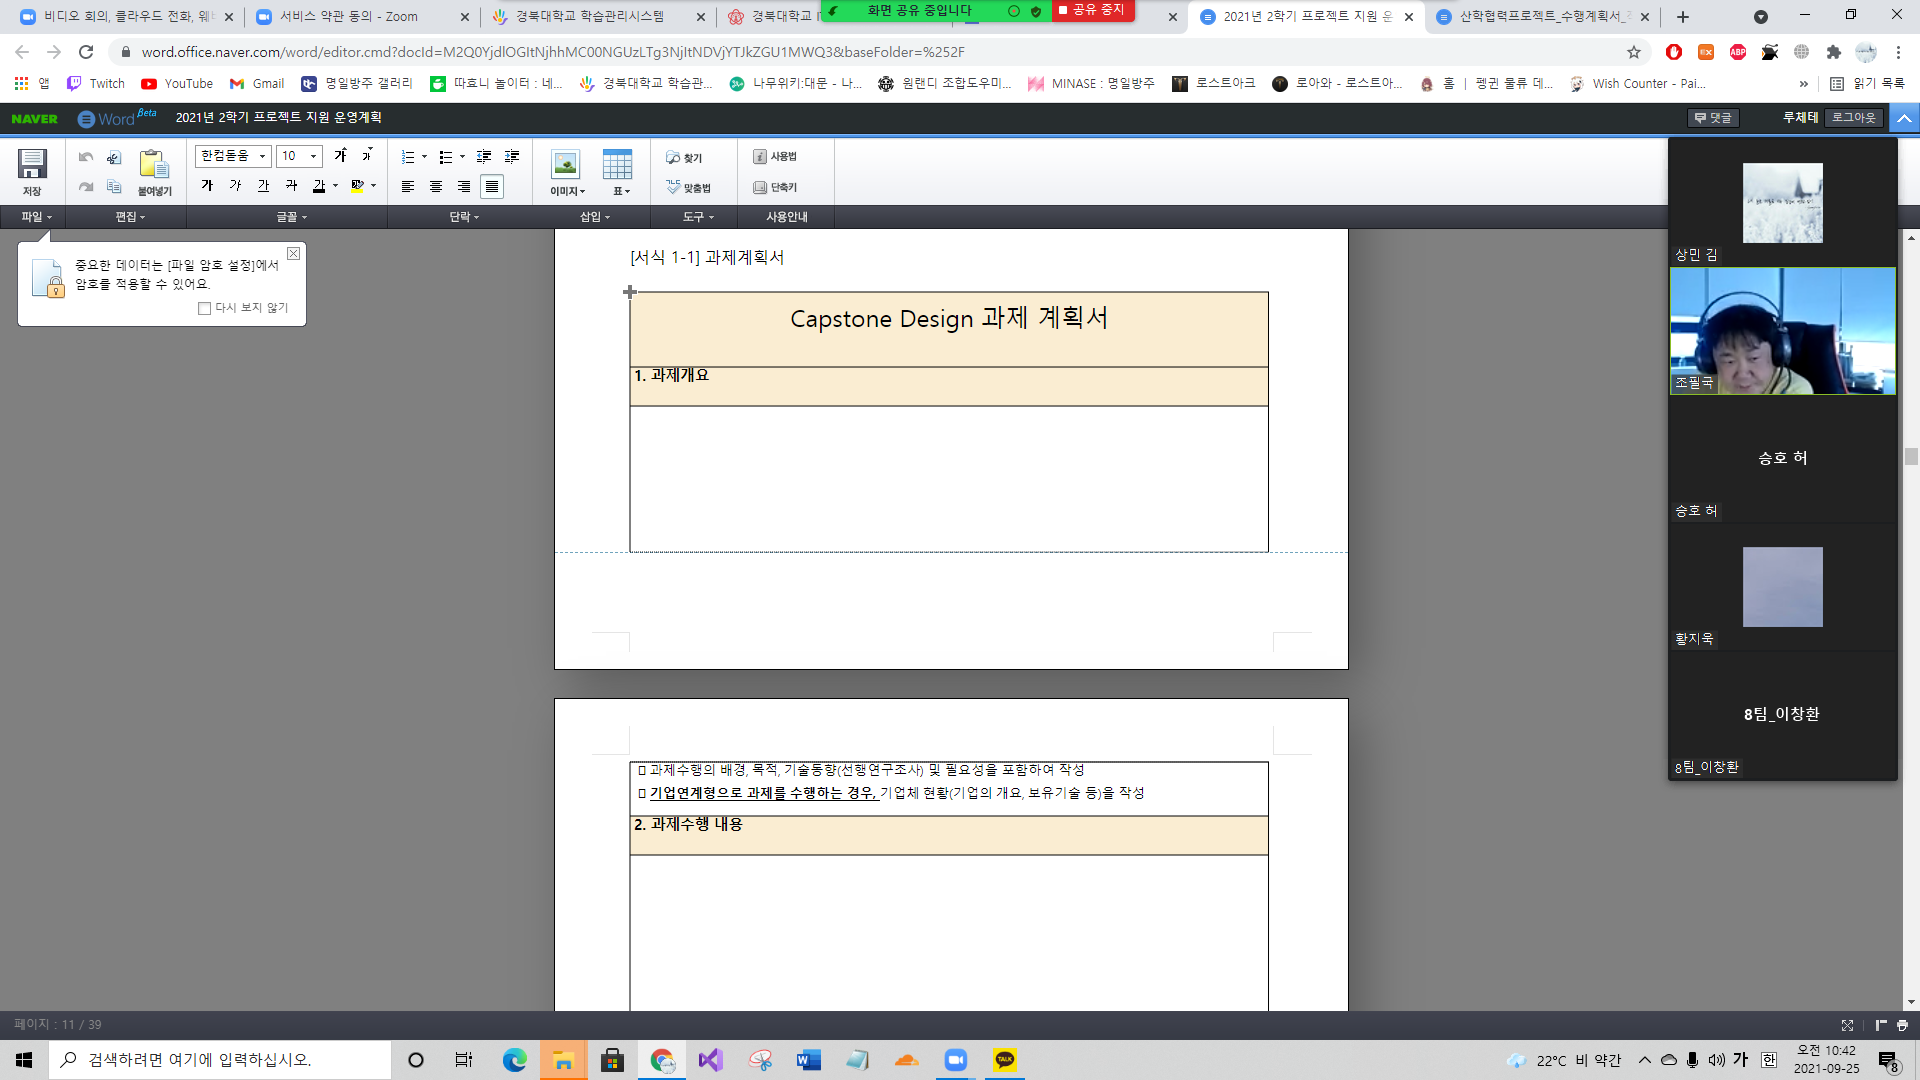 비디오 회의, 클라우드 전화, 웨
서비스 약관 동의 - Zoom
경북대학교 학습관리시스템
경북대학교 I
화면 공유 중입니다
공유 중지
2021년 2학기 프로젝트 지원 운
산학협력프로젝트_수행계획서_
word.office.naver.com/word/editor.cmd?docId=M2Q0YjdlOGItNjhhMC00NGUzLTg3NjItNDVjYTJkZGU1MWQ3&baseFolder=%252F
앱
Twitch
YouTube
Gmail
명일방주 갤러리
따효니 놀이터 : 네...
경북대학교 학습관...
나무위키:대문 - 나...
원랜디 조합도우미...
MINASE : 명일방주
로스트아크
로아와 - 로스트아...
홈 | 펭귄 물류 데...
Wish Counter - Pai...
»
읽기 목록
NAVER
Word Beta
2021년 2학기 프로젝트 지원 운영계획
댓글
루체테
로그아웃
저장
붙여넣기
한컴돋움
10
가
가
가
가
가
가
가
이미지
표
찾기
맞춤법
사용법
단축키
파일
편집
글꼴
단락
삽입
도구
사용안내
중요한 데이터는 [파일 암호 설정]에서
암호를 적용할 수 있어요.
다시 보지 않기
[서식 1-1] 과제계획서
Capstone Design 과제 계획서
1. 과제개요
과제수행의 배경, 목적, 기술동향(선행연구조사) 및 필요성을 포함하여 작성
기업연계형으로 과제를 수행하는 경우, 기업체 현황(기업의 개요, 보유기술 등)을 작성
2. 과제수행 내용
상민 김
조필국
승호 허
승호 허
황지욱
8팀_이창환
8팀_이창환
페이지 : 11 / 39
검색하려면 여기에 입력하십시오.
TALK
22°C 비 약간
가
한
오전 10:42
2021-09-25
8